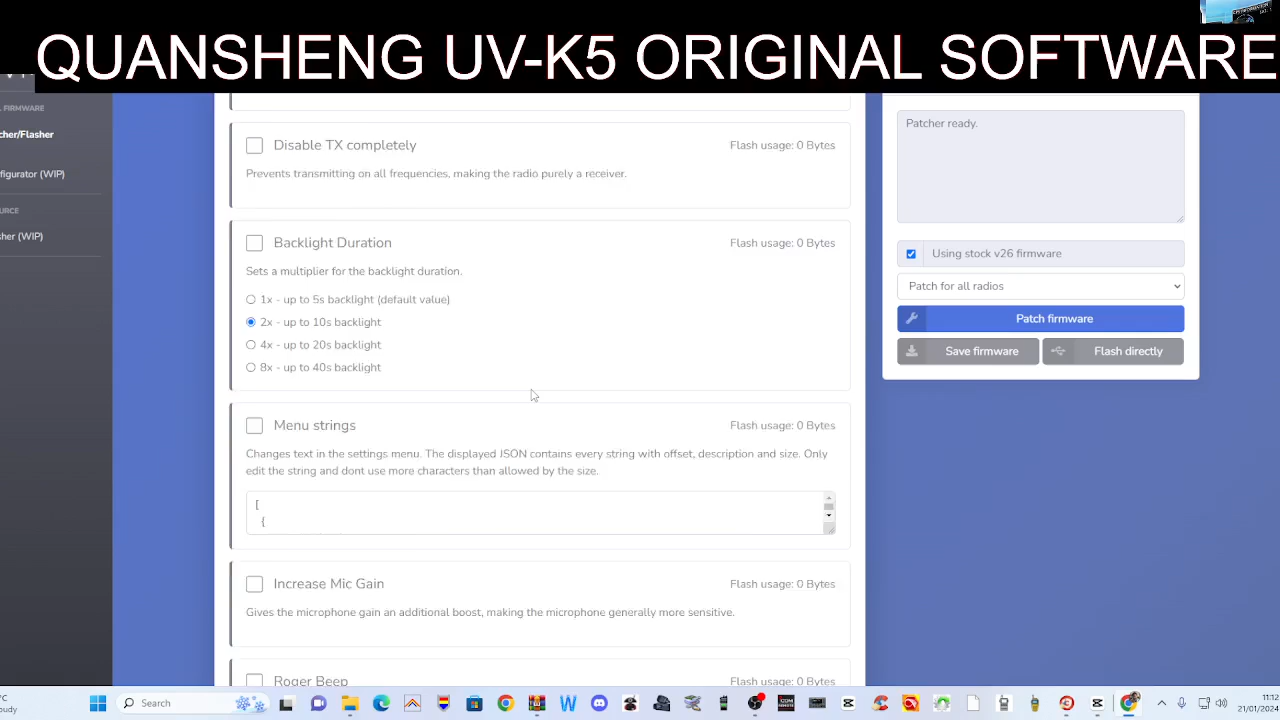 QUANSHENG UV-K5 ORIGINAL SOFTWARE
FIRMWARE
cher/Flasher
nfigurator (WIP)
OURCE
sher (WIP)
Disable TX completely
Flash usage: 0 Bytes
Prevents transmitting on all frequencies, making the radio purely a receiver.
Backlight Duration
Flash usage: 0 Bytes
Sets a multiplier for the backlight duration.
1x - up to 5s backlight (default value)
2x - up to 10s backlight
4x - up to 20s backlight
8x - up to 40s backlight
Menu strings
Flash usage: 0 Bytes
Changes text in the settings menu. The displayed JSON contains every string with offset, description and size. Only
edit the string and dont use more characters than allowed by the size.
[
{
Increase Mic Gain
Flash usage: 0 Bytes
Gives the microphone gain an additional boost, making the microphone generally more sensitive.
Roger Beep
Flash usage: 0 Bytes
Patcher ready.
Using stock v26 firmware
Patch for all radios
Patch firmware
Save firmware
Flash directly
Search
11:12
21/01/2024